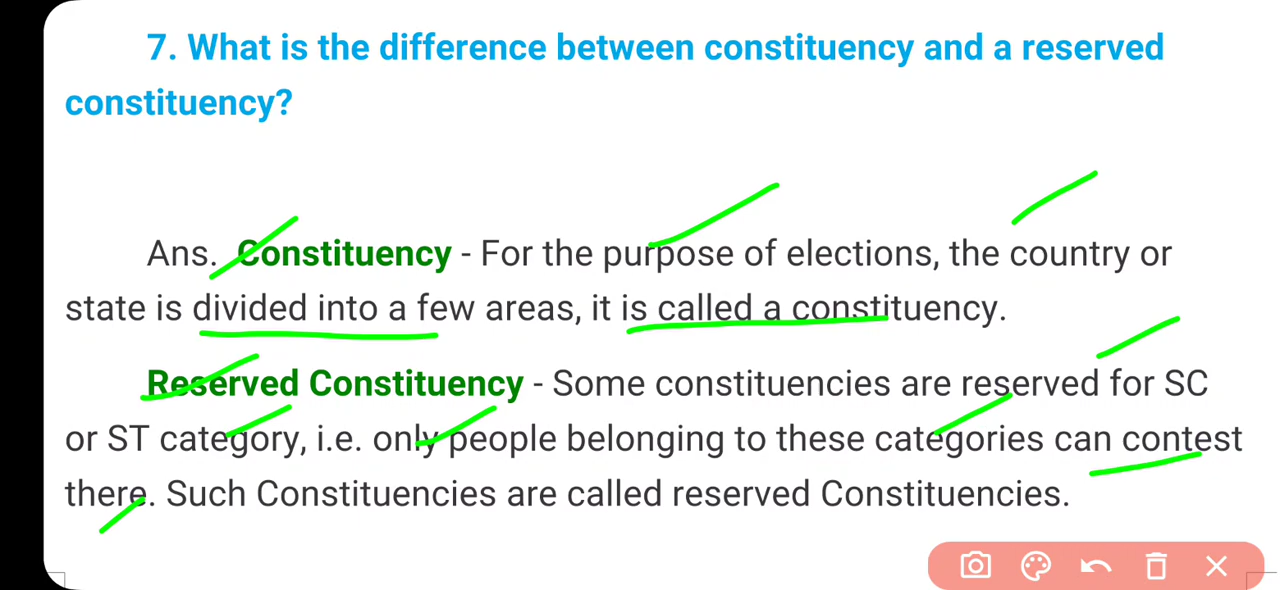 7. What is the difference between constituency and a reserved
constituency?
Ans. Constituency - For the purpose of elections, the country or
state is divided into a few areas, it is called a constituency.
Reserved Constituency - Some constituencies are reserved for SC
or ST category, i.e. only people belonging to these categories can contest
there. Such Constituencies are called reserved Constituencies.